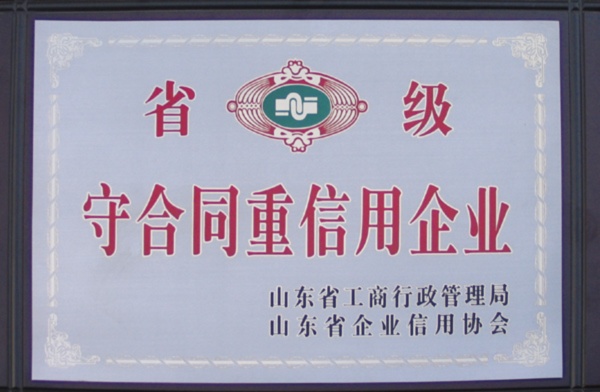 省 级
守合同重信用企业
山东省工商行政管理局
山东省企业信用协会